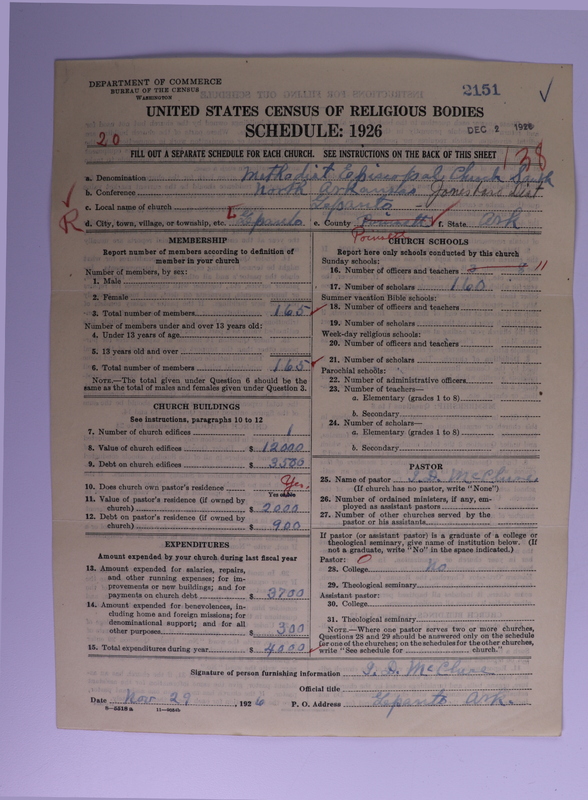 DEPARTMENT OF COMMERCE
BUREAU OF THE CENSUS
WASHINGTON
2151
UNITED STATES CENSUS OF RELIGIOUS BODIES
SCHEDULE: 1926
DEC 2 1926
20
FILL OUT A SEPARATE SCHEDULE FOR EACH CHURCH. SEE INSTRUCTIONS ON THE BACK OF THIS SHEET
138
a. Denomination Methodist Episcopal Church South
b. Conference North Arkansas Jonesboro Dist
c. Local name of church Lepanto
d. City, town, village, or township, etc. Lepanto e. County Poinsett f. State Ark
R
Poinsett
MEMBERSHIP
Report number of members according to definition of member in your church
Number of members, by sex:
1. Male
2. Female
3. Total number of members 165
Number of members under and over 13 years old:
4. Under 13 years of age
5. 13 years old and over
6. Total number of members 165
NOTE.—The total given under Question 6 should be the same as the total of males and females given under Question 3.
CHURCH BUILDINGS
See instructions, paragraphs 10 to 12
7. Number of church edifices 1
8. Value of church edifices $ 12000
9. Debt on church edifices $ 3500
10. Does church own pastor's residence Yes.
Yes or No
11. Value of pastor's residence (if owned by church) $ 2000
12. Debt on pastor's residence (if owned by church) $ 900
EXPENDITURES
Amount expended by your church during last fiscal year
13. Amount expended for salaries, repairs, and other running expenses; for improvements or new buildings; and for payments on church debt $ 3700
14. Amount expended for benevolences, including home and foreign missions; for denominational support; and for all other purposes $ 300
15. Total expenditures during year $ 4000
CHURCH SCHOOLS
Report here only schools conducted by this church
Sunday schools:
16. Number of officers and teachers 11
17. Number of scholars 160
Summer vacation Bible schools:
18. Number of officers and teachers
19. Number of scholars
Week-day religious schools:
20. Number of officers and teachers
21. Number of scholars
Parochial schools:
22. Number of administrative officers
23. Number of teachers—
a. Elementary (grades 1 to 8)
b. Secondary
24. Number of scholars—
a. Elementary (grades 1 to 8)
b. Secondary
PASTOR
25. Name of pastor I. D. McClure
(If church has no pastor, write "None")
26. Number of ordained ministers, if any, employed as assistant pastors
27. Number of other churches served by the pastor or his assistants
If pastor (or assistant pastor) is a graduate of a college or theological seminary, give name of institution below. (If not a graduate, write "No" in the space indicated.)
Pastor: O
28. College No
29. Theological seminary
Assistant pastor:
30. College
31. Theological seminary
NOTE.—Where one pastor serves two or more churches, Questions 28 and 29 should be answered only on the schedule for one of the churches; on the schedules for the other churches, write "See schedule for church."
Signature of person furnishing information I. D. McClure
Official title
Date Nov 29, 1926 P. O. Address Lepanto Ark.
8—5518a 11—9084b